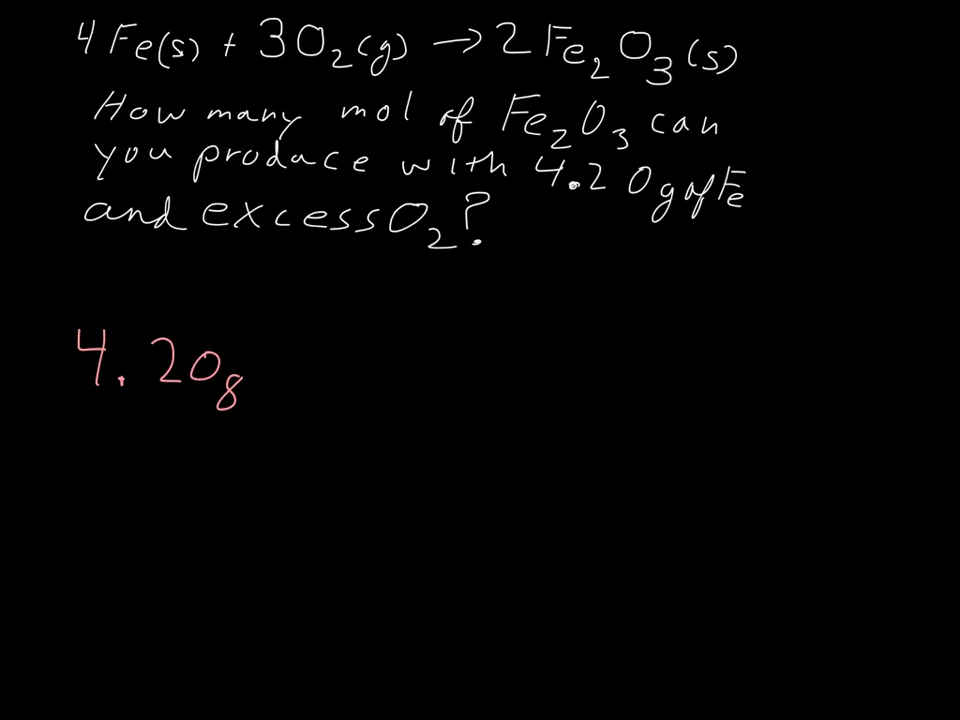 4Fe(s) + 3O₂(g) → 2Fe₂O₃(s)
How many mol of Fe₂O₃ can
you produce with 4.20g of Fe
and excess O₂?
4.20g